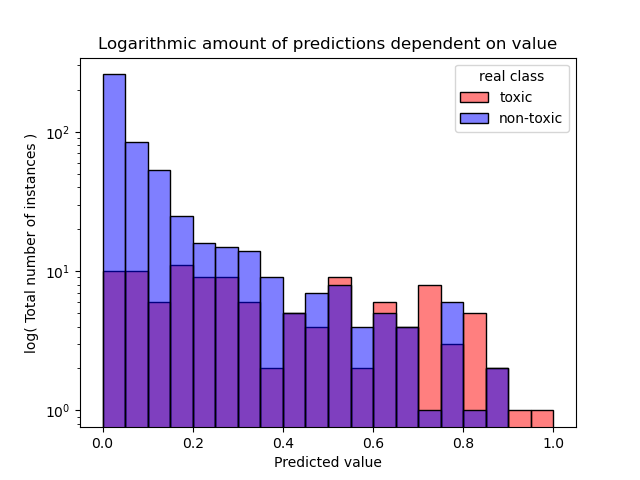 Logarithmic amount of predictions dependent on value
real class
toxic
non-toxic
log( Total number of instances )
10²
10¹
10⁰
0.0 0.2 0.4 0.6 0.8 1.0
Predicted value